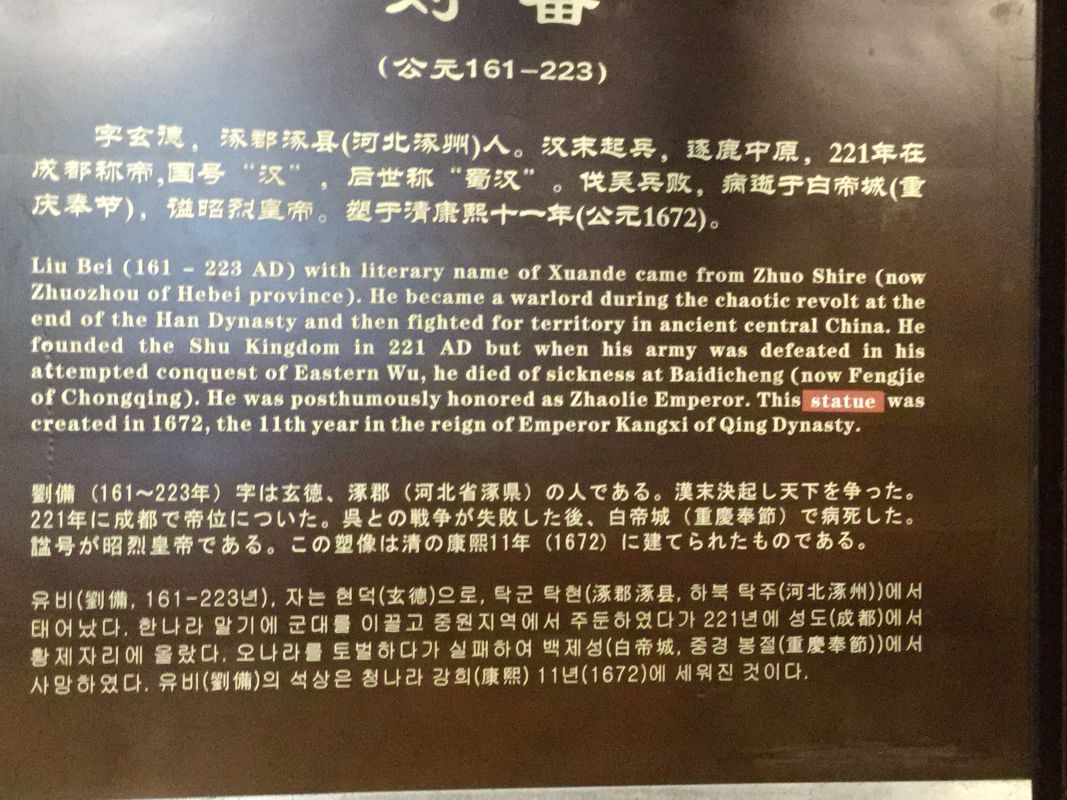 刘备
(公元161-223)
字玄德，涿郡涿县(河北涿州)人。汉末起兵，逐鹿中原，221年在
成都称帝,国号“汉”，后世称“蜀汉”。伐吴兵败，病逝于白帝城(重
庆奉节)，谥昭烈皇帝。塑于清康熙十一年(公元1672)。
Liu Bei (161 - 223 AD) with literary name of Xuande came from Zhuo Shire (now
Zhuozhou of Hebei province). He became a warlord during the chaotic revolt at the
end of the Han Dynasty and then fighted for territory in ancient central China. He
founded the Shu Kingdom in 221 AD but when his army was defeated in his
attempted conquest of Eastern Wu, he died of sickness at Baidicheng (now Fengjie
of Chongqing). He was posthumously honored as Zhaolie Emperor. This statue was
created in 1672, the 11th year in the reign of Emperor Kangxi of Qing Dynasty.
劉備（161～223年）字は玄徳、涿郡（河北省涿県）の人である。漢末決起し天下を争った。
221年に成都で帝位についた。呉との戦争が失敗した後、白帝城（重慶奉節）で病死した。
諡号が昭烈皇帝である。この塑像は清の康熙11年（1672）に建てられたものである。
유비(劉備, 161-223년), 자는 현덕(玄德)으로, 탁군 탁현(涿郡涿县, 하북 탁주(河北涿州))에서
태어났다. 한나라 말기에 군대를 이끌고 중원지역에서 주둔하였다가 221년에 성도(成都)에서
황제자리에 올랐다. 오나라를 토벌하다가 실패하여 백제성(白帝城, 중경 봉절(重慶奉節))에서
사망하였다. 유비(劉備)의 석상은 청나라 강희(康熙) 11년(1672)에 세워진 것이다.